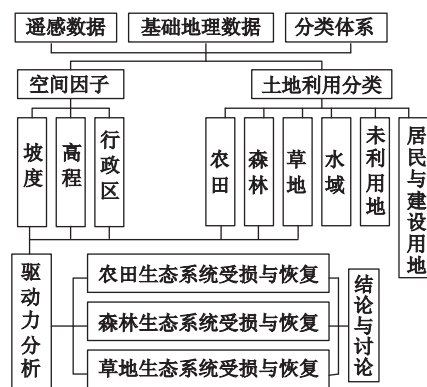 遥感数据
基础地理数据
分类体系
空间因子
土地利用分类
坡度
高程
行政区
农田
森林
草地
水域
未利用地
居民与建设用地
驱动力分析
农田生态系统受损与恢复
森林生态系统受损与恢复
草地生态系统受损与恢复
结论与讨论